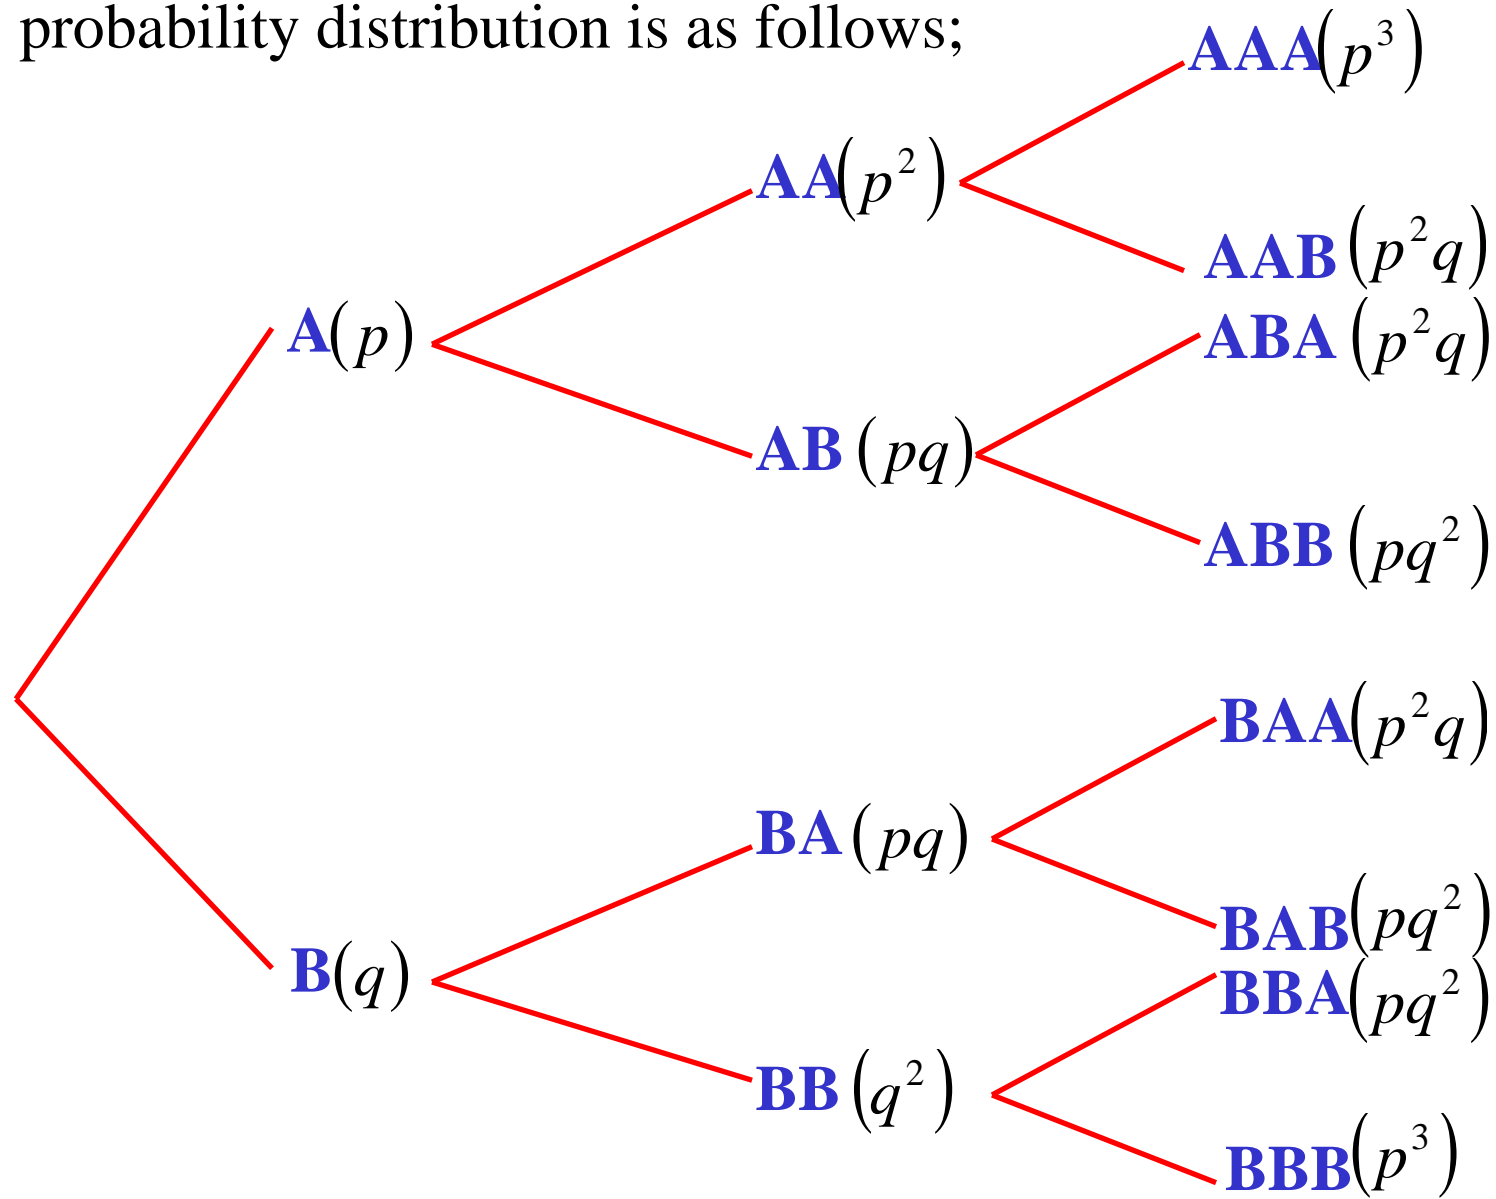 probability distribution is as follows;
AAA(p³)
AA(p²)
AAB (p²q)
A(p)
ABA (p²q)
AB (pq)
ABB (pq²)
BAA(p²q)
BA (pq)
BAB(pq²)
B(q)
BBA(pq²)
BB (q²)
BBB(p³)